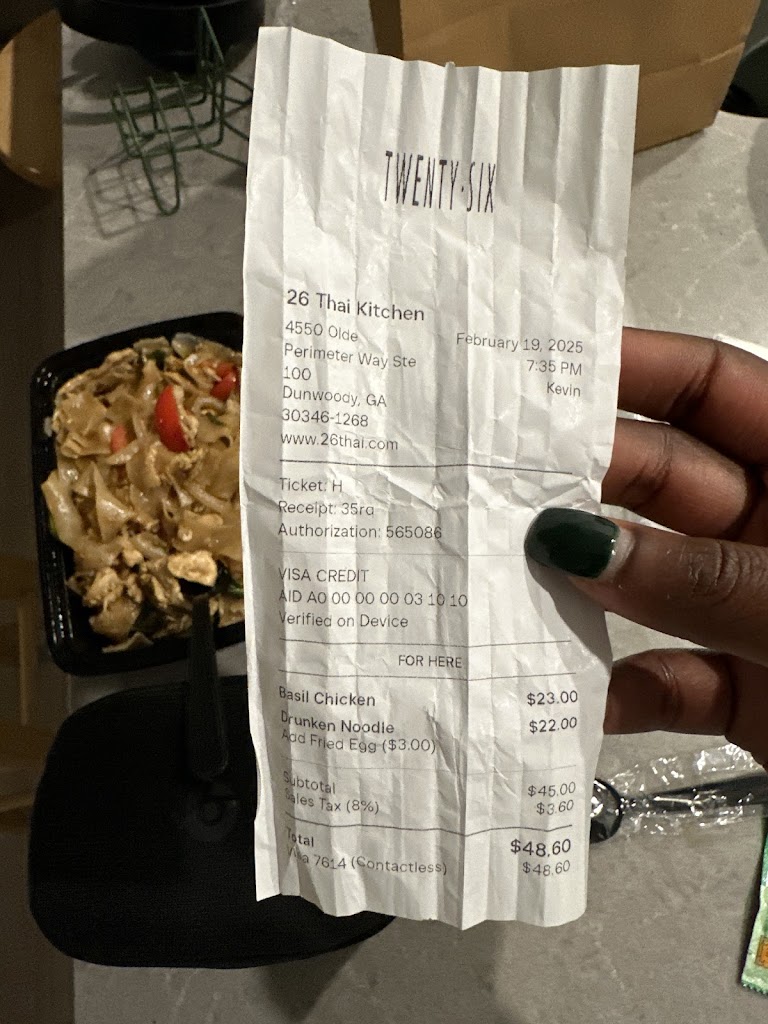 TWENTY·SIX
26 Thai Kitchen
4550 Olde
Perimeter Way Ste
100
Dunwoody, GA
30346-1268
www.26thai.com
February 19, 2025
7:35 PM
Kevin
Ticket: H
Receipt: 35ra
Authorization: 565086
VISA CREDIT
AID A0 00 00 00 03 10 10
Verified on Device
FOR HERE
Basil Chicken $23.00
Drunken Noodle $22.00
Add Fried Egg ($3.00)
Subtotal $45.00
Sales Tax (8%) $3.60
Total $48.60
Visa 7614 (Contactless) $48.60